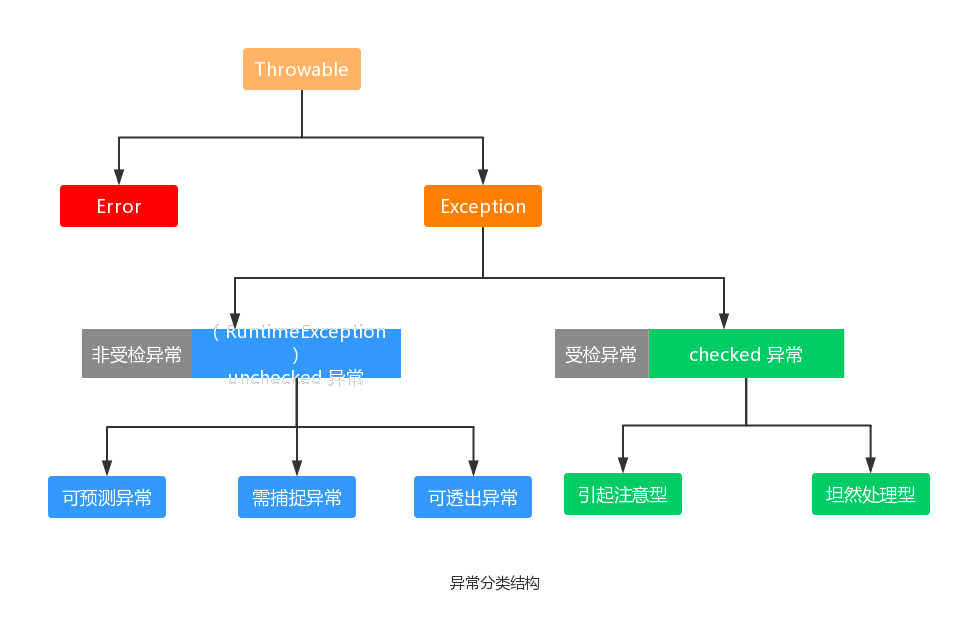 Throwable
Error
Exception
非受检异常
( RuntimeException
)
unchecked 异常
受检异常
checked 异常
可预测异常
需捕捉异常
可透出异常
引起注意型
坦然处理型
异常分类结构